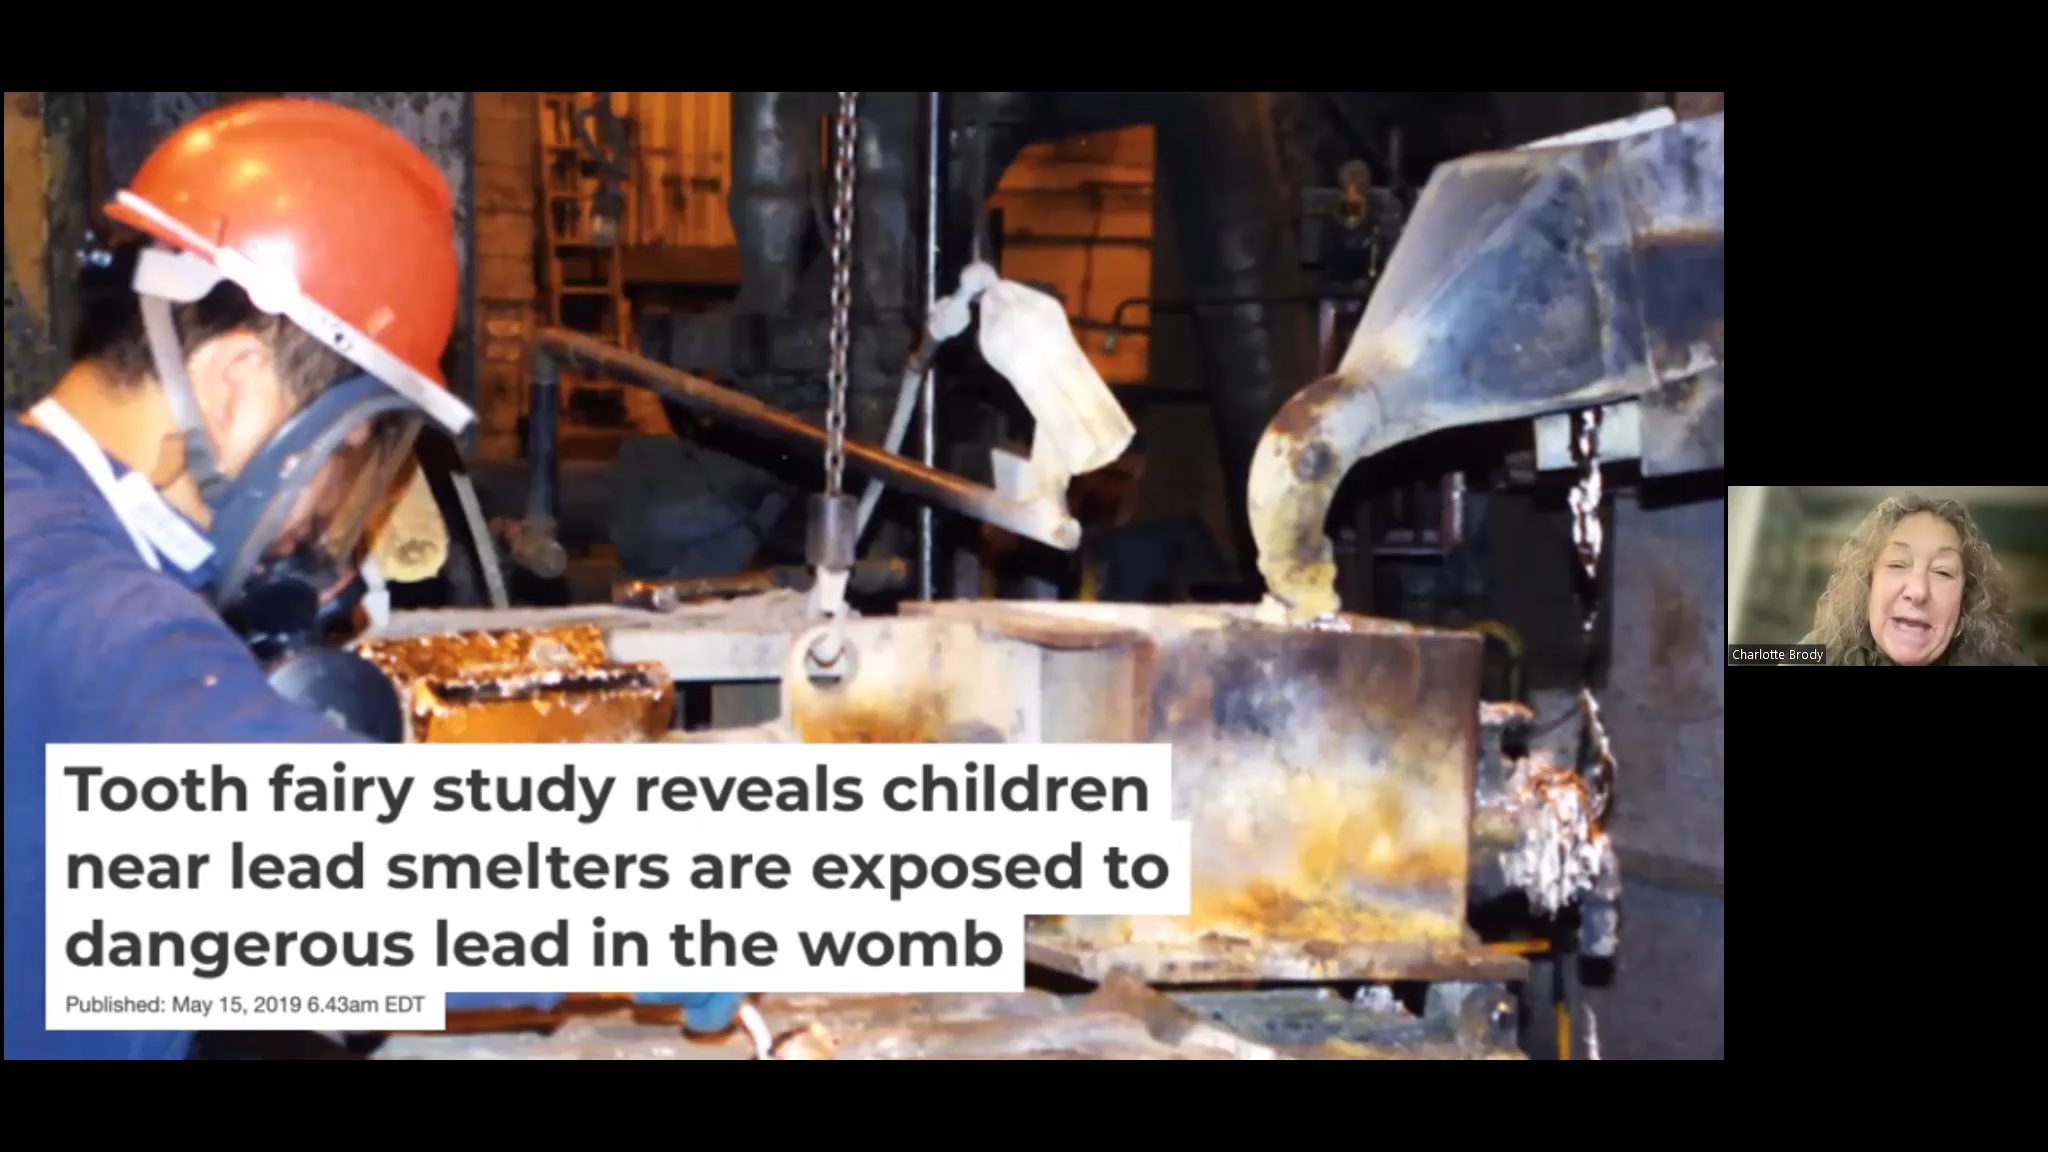 Tooth fairy study reveals children
near lead smelters are exposed to
dangerous lead in the womb
Published: May 15, 2019 6.43am EDT
Charlotte Brody